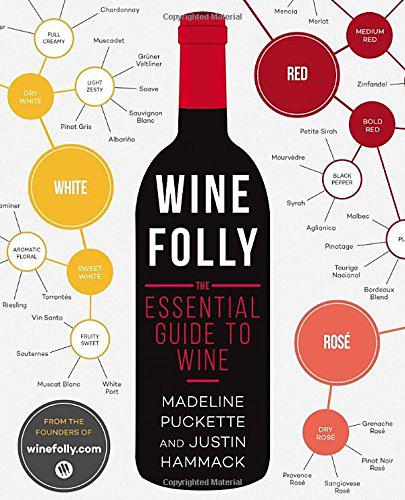 Copyrighted Material
Chardonnay
FULL
CREAMY
Muscadet
Grüner
Veltliner
LIGHT
ZESTY
Soave
DRY
WHITE
Sauvignon
Blanc
Pinot Gris
Albariño
WHITE
AROMATIC
FLORAL
SWEET
WHITE
Torrontés
Riesling
Vin Santo
FRUITY
SWEET
Sauternes
Muscat Blanc
White
Port
FROM THE
FOUNDERS OF
winefolly.com
WINE
FOLLY
THE
ESSENTIAL
GUIDE TO
WINE
MADELINE
PUCKETTE
AND JUSTIN
HAMMACK
Copyrighted Material
Mencia
Merlot
MEDIUM
RED
RED
Zinfandel
BOLD
RED
Petite Sirah
Mourvèdre
BLACK
PEPPER
Syrah
Aglianico
Malbec
Pinotage
Touriga
Nacional
Bordeaux
Blend
ROSÉ
DRY
ROSÉ
Grenache
Rosé
Pinot Noir
Rosé
Provence
Rosé
Sangiovese
Rosé